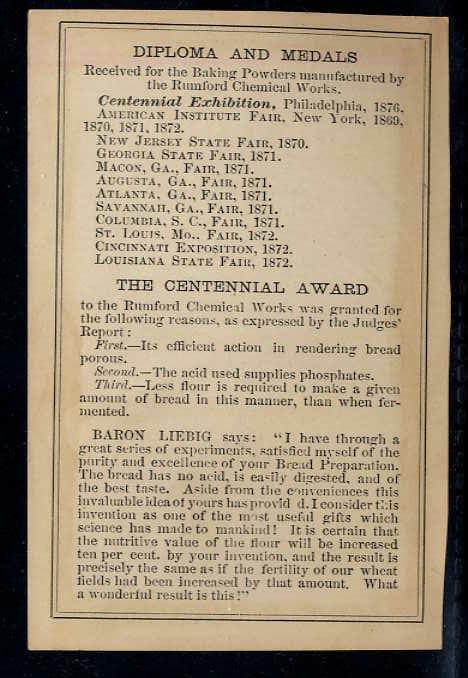 DIPLOMA AND MEDALS
Received for the Baking Powders manufactured by
the Rumford Chemical Works.
Centennial Exhibition, Philadelphia, 1876.
AMERICAN INSTITUTE FAIR, New York, 1869,
1870, 1871, 1872.
NEW JERSEY STATE FAIR, 1870.
GEORGIA STATE FAIR, 1871.
MACON, GA., FAIR, 1871.
AUGUSTA, GA., FAIR, 1871.
ATLANTA, GA., FAIR, 1871.
SAVANNAH, GA., FAIR, 1871.
COLUMBIA, S. C., FAIR, 1871.
ST. LOUIS, MO., FAIR, 1872.
CINCINNATI EXPOSITION, 1872.
LOUISIANA STATE FAIR, 1872.
THE CENTENNIAL AWARD
to the Rumford Chemical Works was granted for
the following reasons, as expressed by the Judges'
Report:
First.—Its efficient action in rendering bread
porous.
Second.—The acid used supplies phosphates.
Third.—Less flour is required to make a given
amount of bread in this manner, than when fer-
mented.
BARON LIEBIG says: "I have through a
great series of experiments, satisfied myself of the
purity and excellence of your Bread Preparation.
The bread has no acid, is easily digested, and of
the best taste. Aside from the conveniences this
invaluable idea of yours has provid d. I consider this
invention as one of the most useful gifts which
science has made to mankind! It is certain that
the nutritive value of the flour will be increased
ten per cent. by your invention, and the result is
precisely the same as if the fertility of our wheat
fields had been increased by that amount. What
a wonderful result is this!"